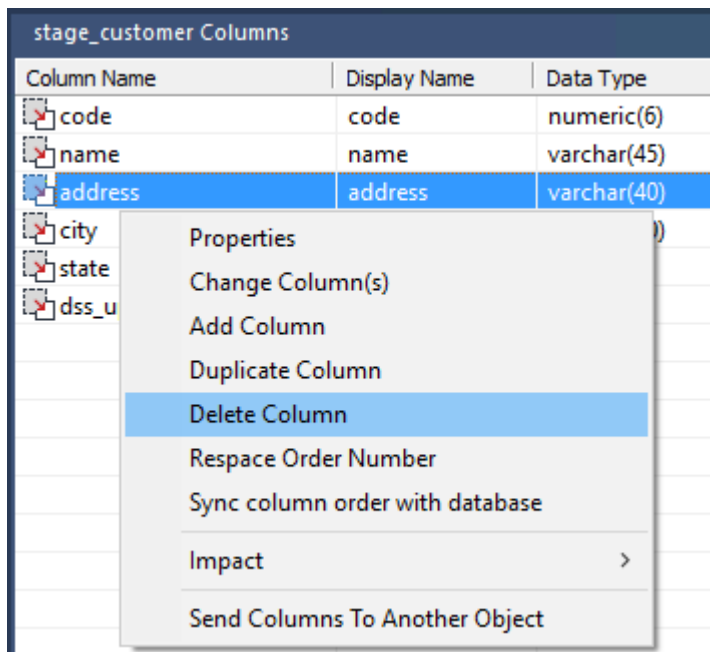 stage_customer Columns
Column Name Display Name Data Type
code code numeric(6)
name name varchar(45)
address address varchar(40)
city
state
Properties
Change Column(s)
Add Column
Duplicate Column
Delete Column
Respace Order Number
Sync column order with database
Impact
Send Columns To Another Object